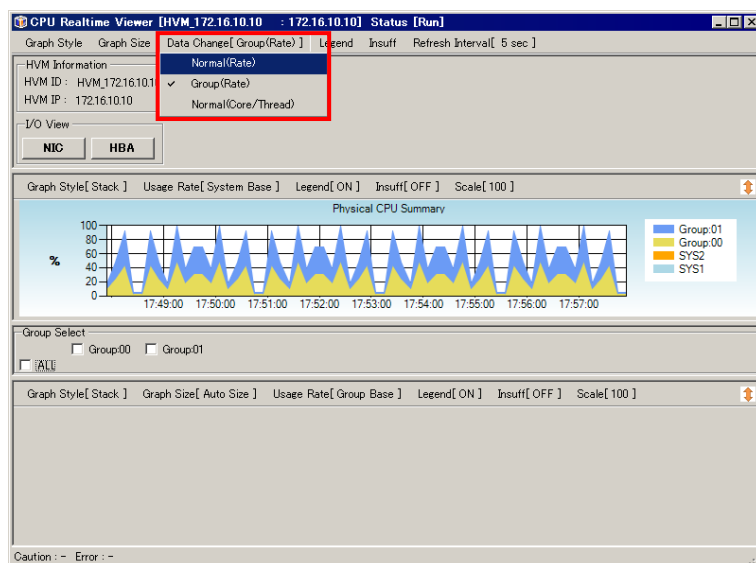 CPU Realtime Viewer [HVM_172.16.10.10 : 172.16.10.10] Status [Run]
Graph Style Graph Size Data Change[ Group(Rate) ] Legend Insuff Refresh Interval[ 5 sec ]
Normal(Rate)
✓ Group(Rate)
Normal(Core/Thread)
HVM Information
HVM ID : HVM_172.16.10.1
HVM IP : 172.16.10.10
I/O View
NIC HBA
Graph Style[ Stack ] Usage Rate[ System Base ] Legend[ ON ] Insuff[ OFF ] Scale[ 100 ]
Physical CPU Summary
100
80
60
40
20
0
%
17:49:00 17:50:00 17:51:00 17:52:00 17:53:00 17:54:00 17:55:00 17:56:00 17:57:00
Group:01
Group:00
SYS2
SYS1
Group Select
Group:00 Group:01
ALL
Graph Style[ Stack ] Graph Size[ Auto Size ] Usage Rate[ Group Base ] Legend[ ON ] Insuff[ OFF ] Scale[ 100 ]
Caution : - Error : -